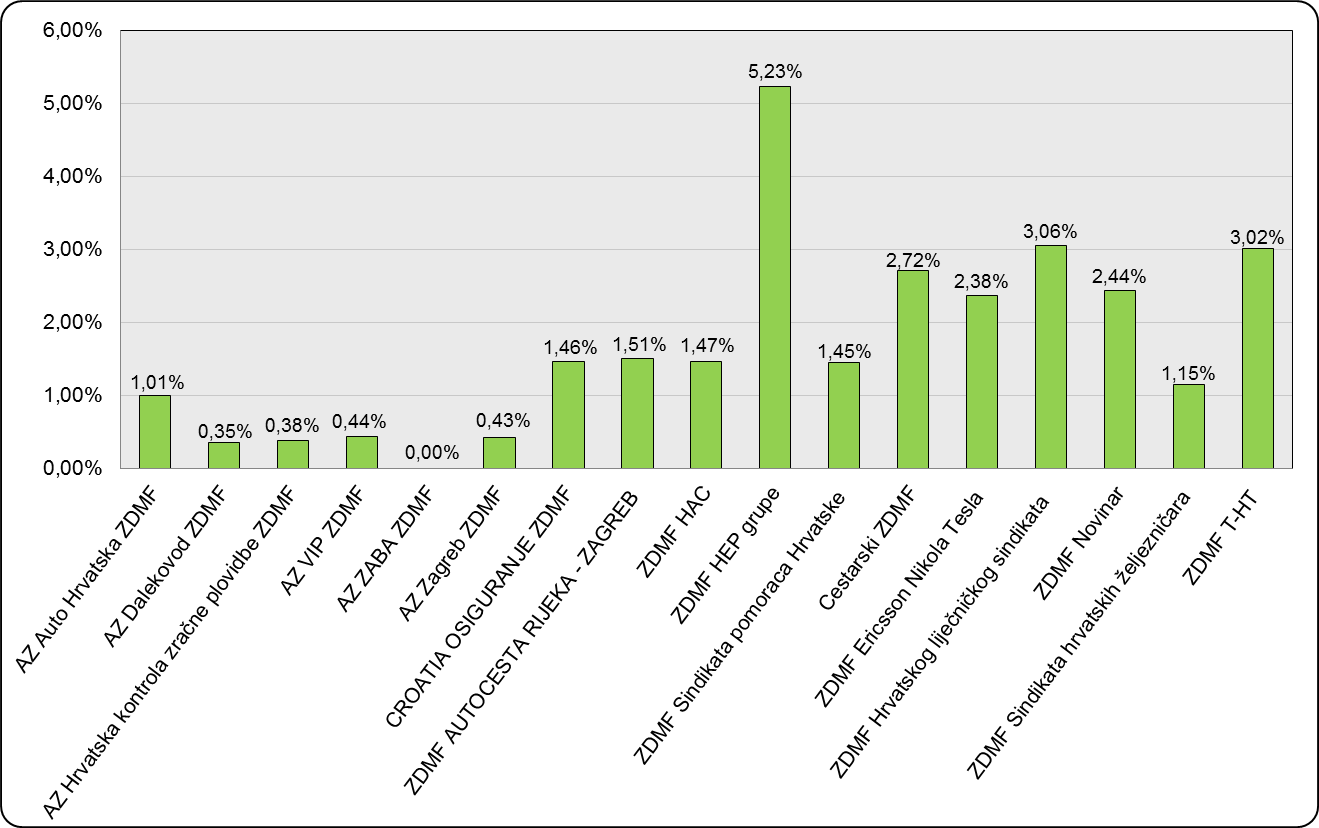 6,00%
5,00%
4,00%
3,00%
2,00%
1,00%
0,00%
1,01%
0,35%
0,38%
0,44%
0,00%
0,43%
1,46%
1,51%
1,47%
5,23%
1,45%
2,72%
2,38%
3,06%
2,44%
1,15%
3,02%
AZ Auto Hrvatska ZDMF
AZ Dalekovod ZDMF
AZ Hrvatska kontrola zračne plovidbe ZDMF
AZ VIP ZDMF
AZ ZABA ZDMF
AZ Zagreb ZDMF
CROATIA OSIGURANJE ZDMF
ZDMF AUTOCESTA RIJEKA - ZAGREB
ZDMF HAC
ZDMF HEP grupe
ZDMF Sindikata pomoraca Hrvatske
Cestarski ZDMF
ZDMF Ericsson Nikola Tesla
ZDMF Hrvatskog liječničkog sindikata
ZDMF Novinar
ZDMF Sindikata hrvatskih željezničara
ZDMF T-HT